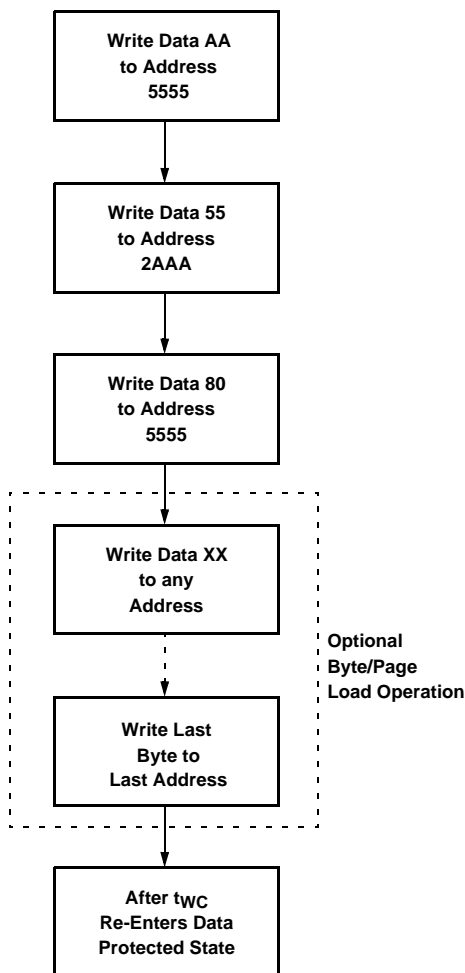 Write Data AA
to Address
5555
Write Data 55
to Address
2AAA
Write Data 80
to Address
5555
Write Data XX
to any
Address
Optional
Byte/Page
Load Operation
Write Last
Byte to
Last Address
After tWC
Re-Enters Data
Protected State